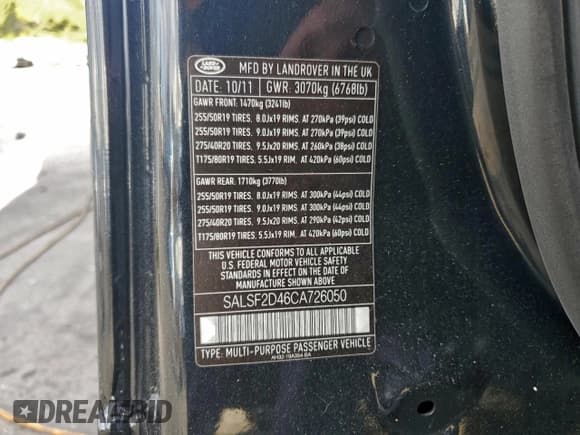 LAND ROVER
MFD BY LANDROVER IN THE UK
DATE: 10/11 GWR: 3070kg (6768lb)
GAWR FRONT: 1470kg (3241lb)
255/50R19 TIRES. 8.0Jx19 RIMS. AT 270kPa (39psi) COLD
255/50R19 TIRES. 9.0Jx19 RIMS. AT 270kPa (39psi) COLD
275/40R20 TIRES. 9.5Jx20 RIMS. AT 260kPa (38psi) COLD
T175/80R19 TIRES. 5.5Jx19 RIM. AT 420kPa (60psi) COLD
GAWR REAR: 1710kg (3770lb)
255/50R19 TIRES. 8.0Jx19 RIMS. AT 300kPa (44psi) COLD
255/50R19 TIRES. 9.0Jx19 RIMS. AT 300kPa (44psi) COLD
275/40R20 TIRES. 9.5Jx20 RIMS. AT 290kPa (42psi) COLD
T175/80R19 TIRES. 5.5Jx19 RIM. AT 420kPa (60psi) COLD
THIS VEHICLE CONFORMS TO ALL APPLICABLE
U.S. FEDERAL MOTOR VEHICLE SAFETY
STANDARDS IN EFFECT ON THE DATE OF
MANUFACTURE SHOWN ABOVE
SALSF2D46CA726050
TYPE: MULTI-PURPOSE PASSENGER VEHICLE
DREAMBID